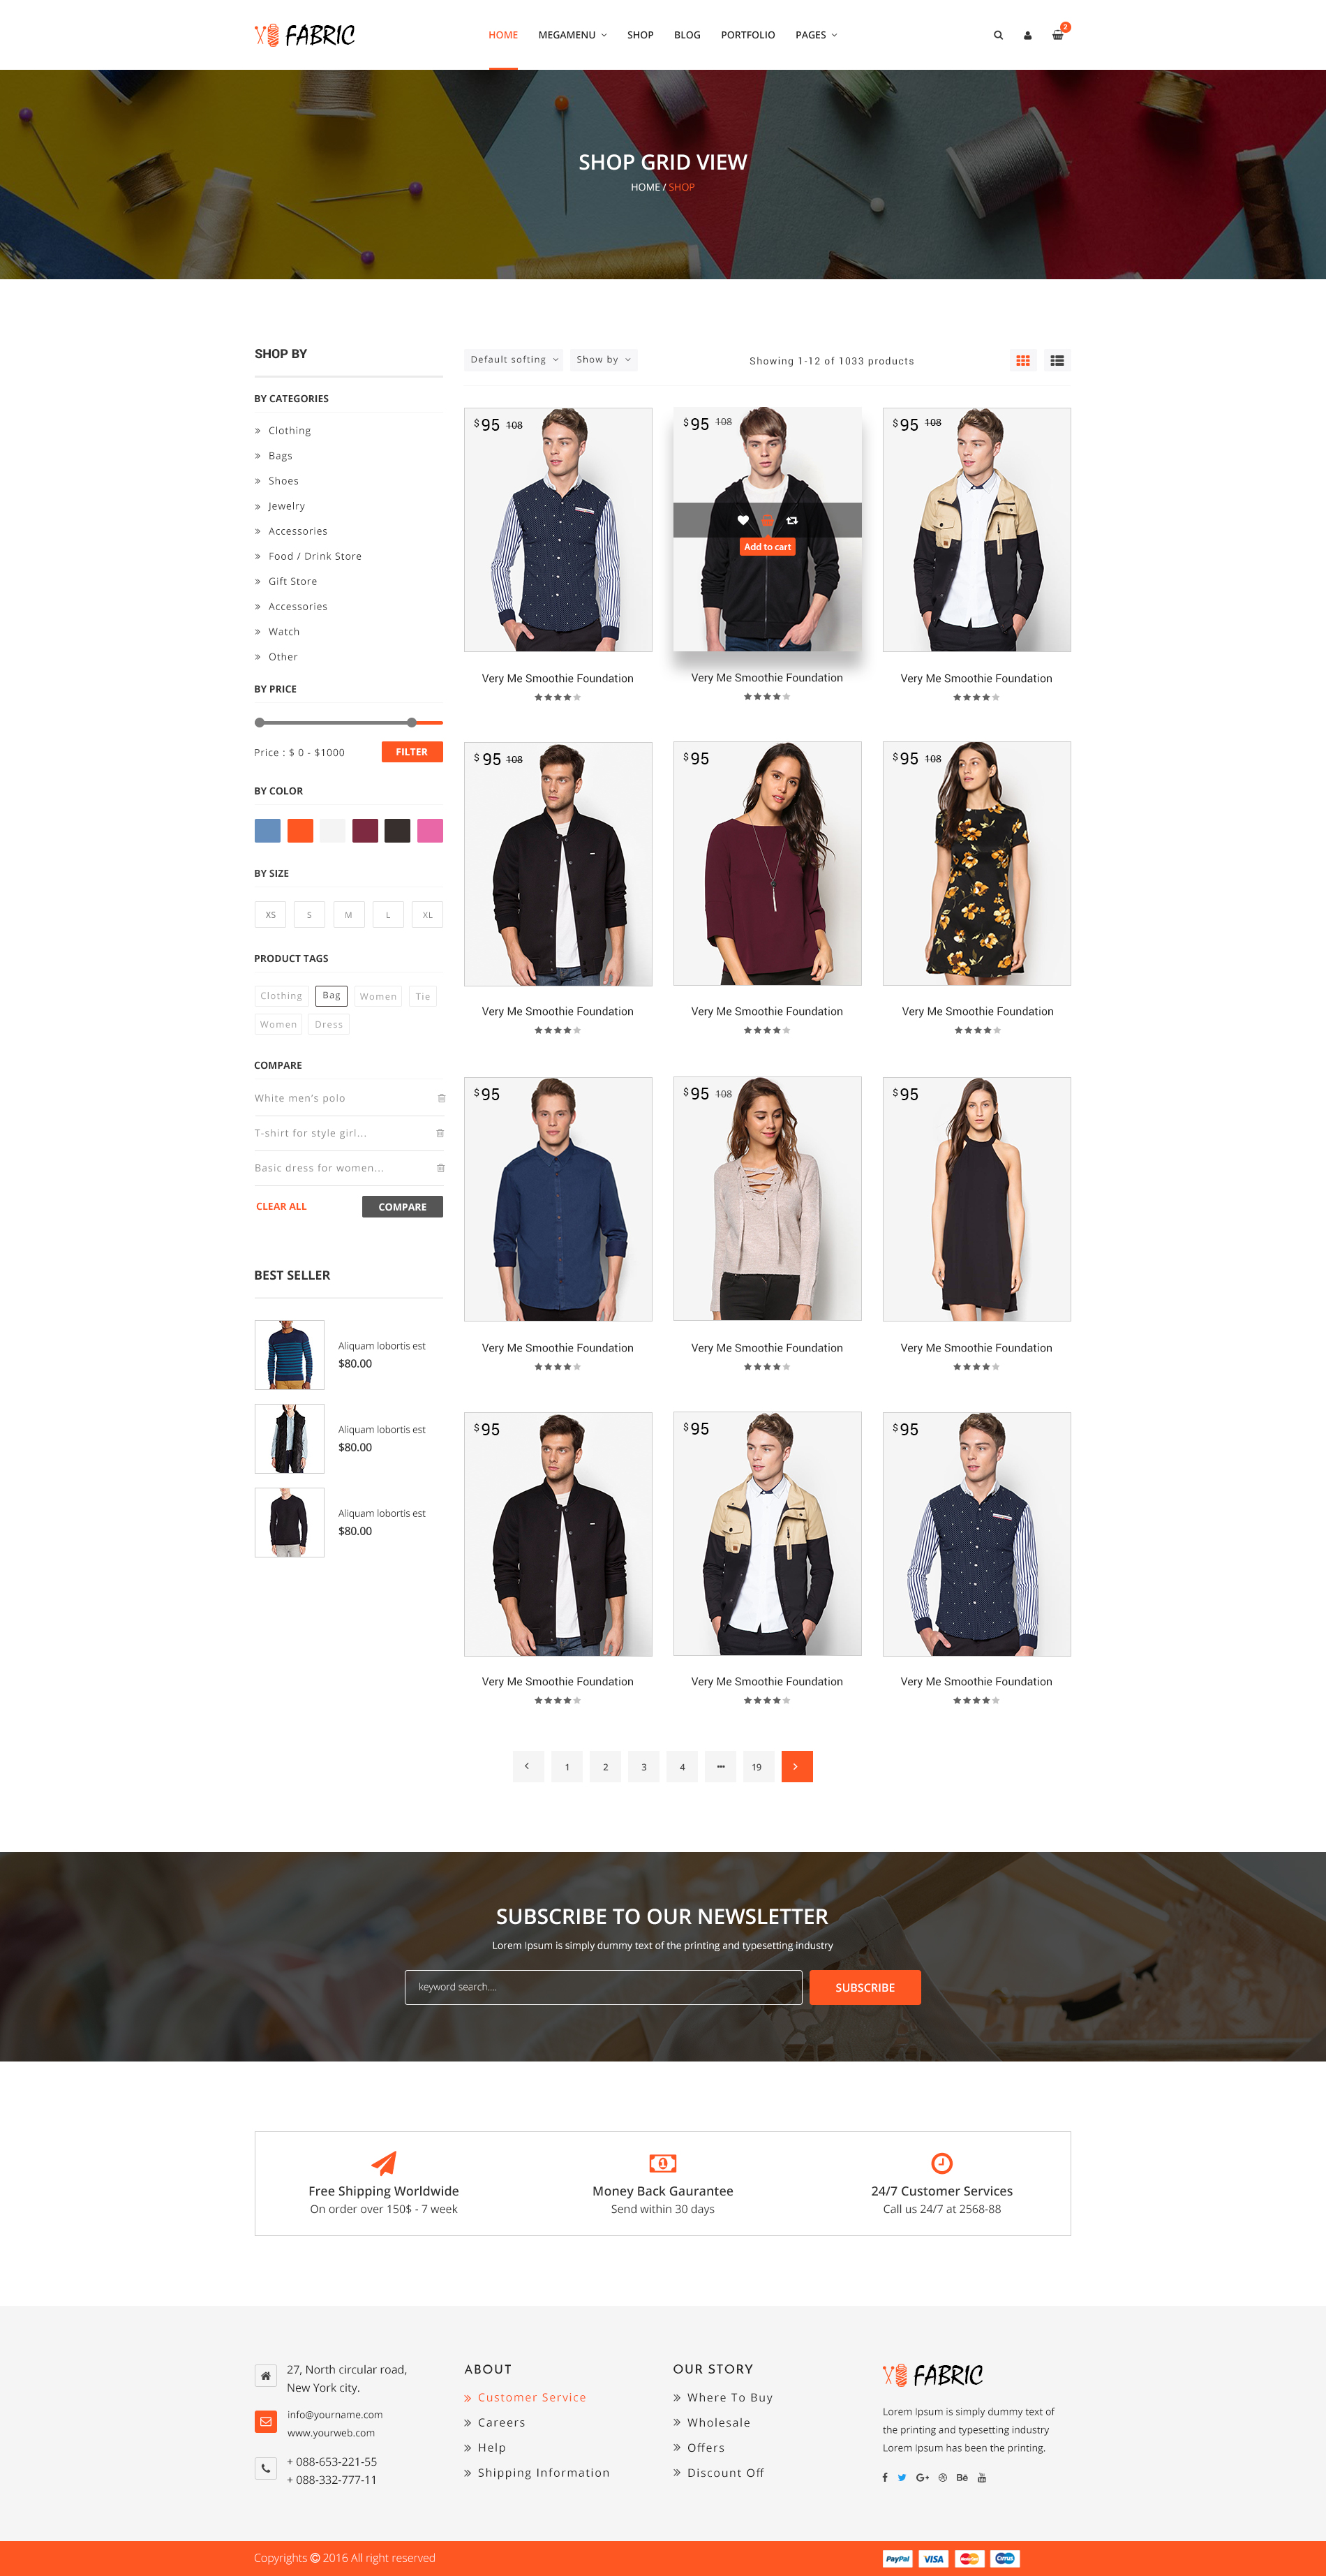 FABRIC
HOME MEGAMENU SHOP BLOG PORTFOLIO PAGES
2
SHOP GRID VIEW
HOME / SHOP
SHOP BY
BY CATEGORIES
Clothing
Bags
Shoes
Jewelry
Accessories
Food / Drink Store
Gift Store
Accessories
Watch
Other
BY PRICE
Price : $ 0 - $1000
FILTER
BY COLOR
BY SIZE
XS S M L XL
PRODUCT TAGS
Clothing Bag Women Tie
Women Dress
COMPARE
White men's polo
T-shirt for style girl...
Basic dress for women...
CLEAR ALL
COMPARE
BEST SELLER
Aliquam lobortis est
$80.00
Aliquam lobortis est
$80.00
Aliquam lobortis est
$80.00
Default softing Show by
Showing 1-12 of 1033 products
$95 108
$95 108
$95 108
Add to cart
Very Me Smoothie Foundation
Very Me Smoothie Foundation
Very Me Smoothie Foundation
$95 108
$95
$95 108
Very Me Smoothie Foundation
Very Me Smoothie Foundation
Very Me Smoothie Foundation
$95
$95 108
$95
Very Me Smoothie Foundation
Very Me Smoothie Foundation
Very Me Smoothie Foundation
$95
$95
$95
Very Me Smoothie Foundation
Very Me Smoothie Foundation
Very Me Smoothie Foundation
1 2 3 4 ... 19
SUBSCRIBE TO OUR NEWSLETTER
Lorem Ipsum is simply dummy text of the printing and typesetting industry
keyword search....
SUBSCRIBE
Free Shipping Worldwide
On order over 150$ - 7 week
Money Back Gaurantee
Send within 30 days
24/7 Customer Services
Call us 24/7 at 2568-88
27, North circular road,
New York city.
info@yourname.com
www.yourweb.com
+ 088-653-221-55
+ 088-332-777-11
ABOUT
Customer Service
Careers
Help
Shipping Information
OUR STORY
Where To Buy
Wholesale
Offers
Discount Off
FABRIC
Lorem Ipsum is simply dummy text of
the printing and typesetting industry
Lorem Ipsum has been the printing.
Copyrights © 2016 All right reserved
PayPal VISA MasterCard Cirrus